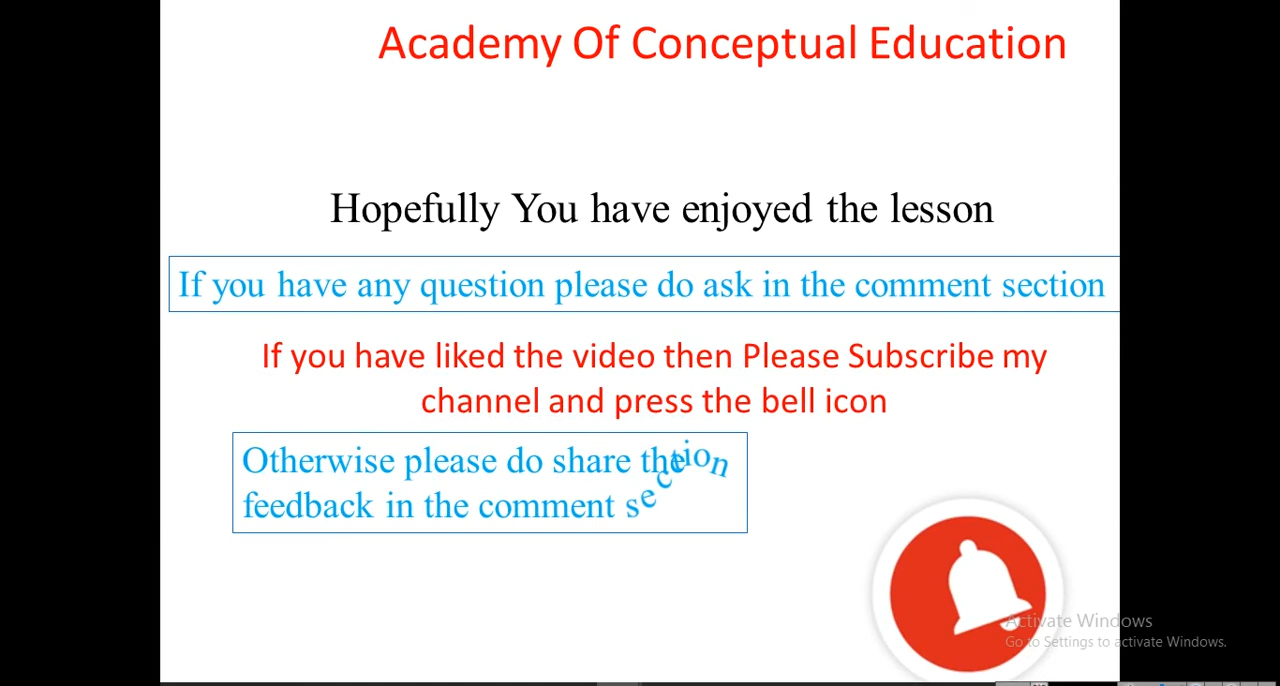 Academy Of Conceptual Education
Hopefully You have enjoyed the lesson
If you have any question please do ask in the comment section
If you have liked the video then Please Subscribe my
channel and press the bell icon
Otherwise please do share the
feedback in the comment section
Activate Windows
Go to Settings to activate Windows.